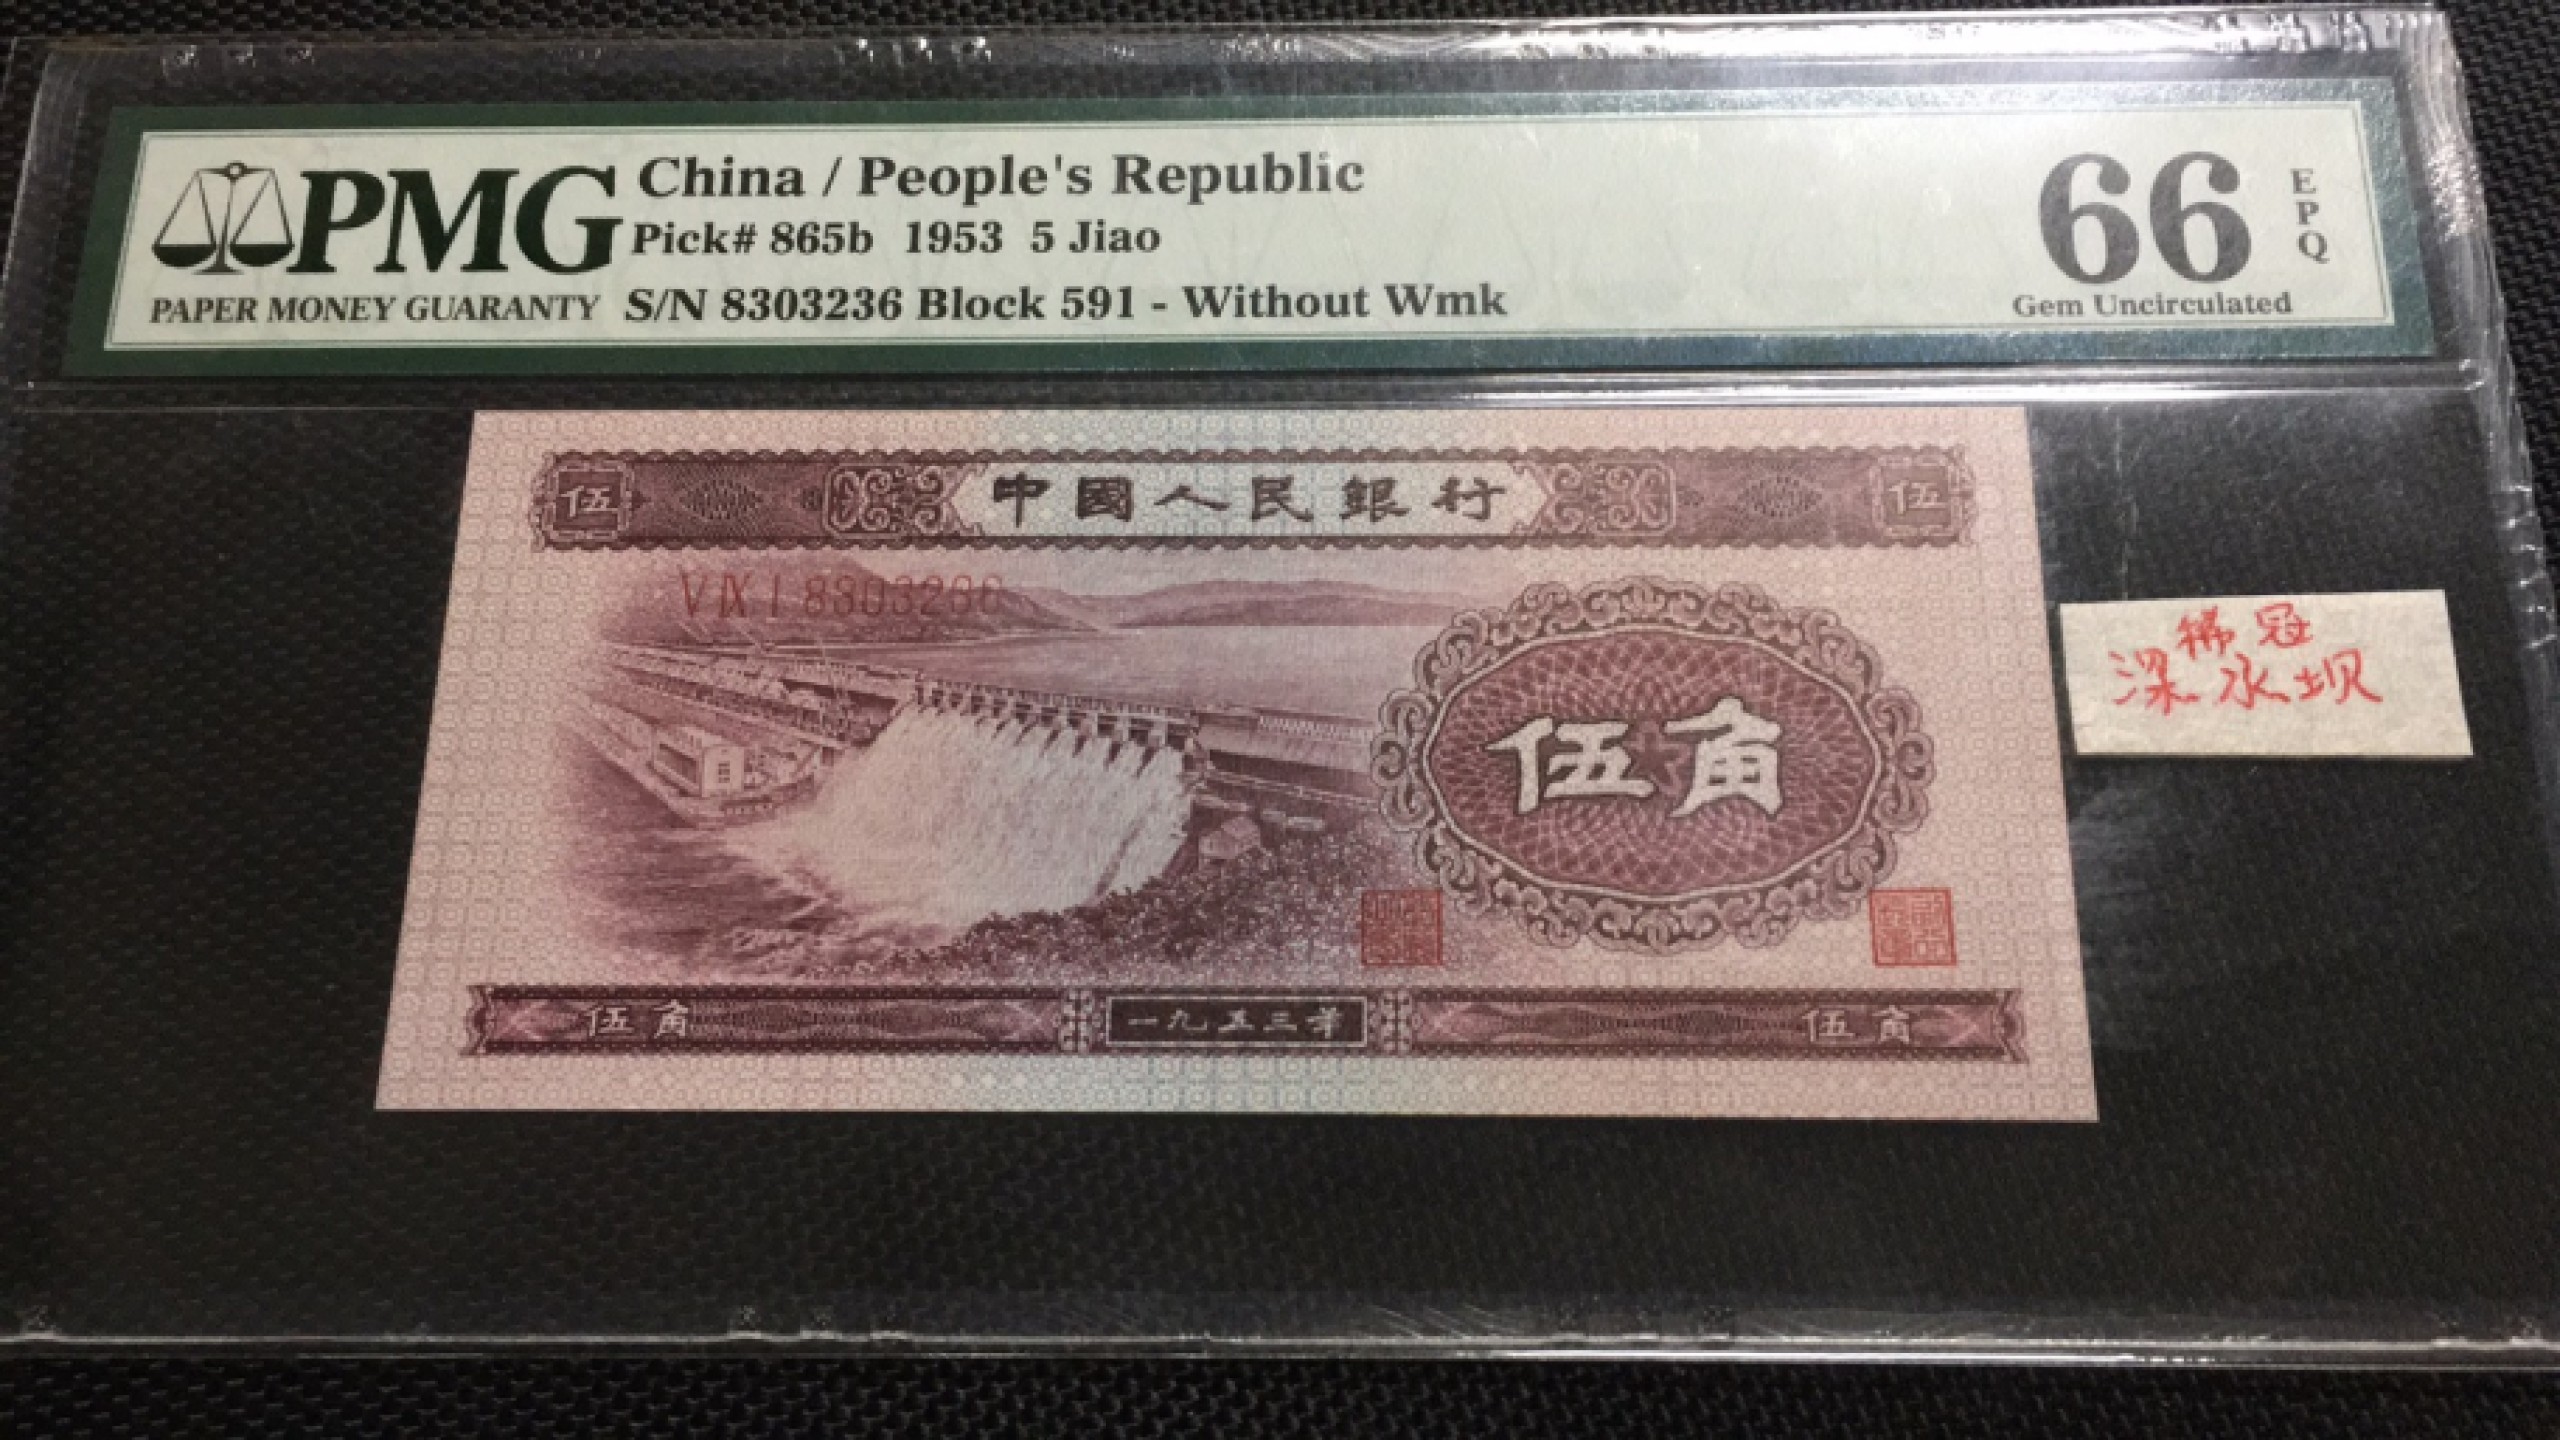 PMG
PAPER MONEY GUARANTY
China / People's Republic
Pick# 865b 1953 5 Jiao
S/N 8303236 Block 591 - Without Wmk
66
EPQ
Gem Uncirculated
伍 中國人民銀行 伍
V IX I 8303236
伍角
稀冠
深水坝
伍角 一九五三年 伍角